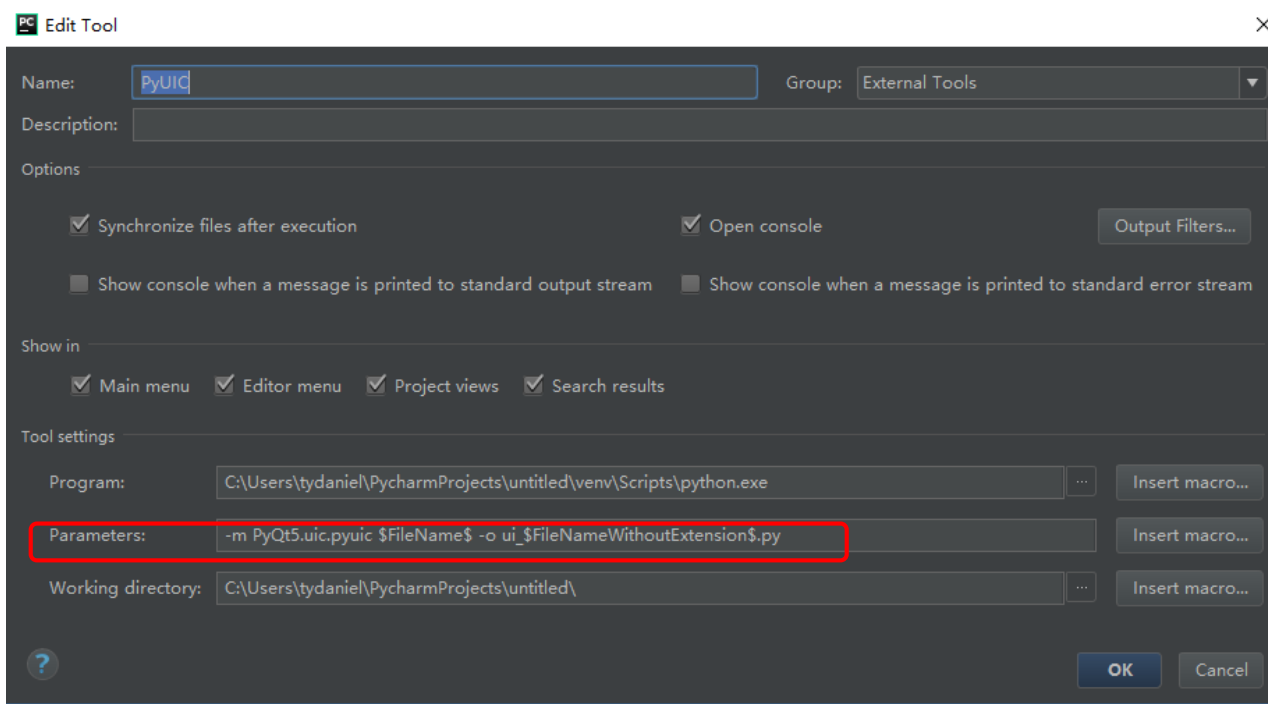 PC Edit Tool
Name: PyUIC Group: External Tools
Description:
Options
Synchronize files after execution Open console Output Filters...
Show console when a message is printed to standard output stream Show console when a message is printed to standard error stream
Show in
Main menu Editor menu Project views Search results
Tool settings
Program: C:\Users\tydaniel\PycharmProjects\untitled\venv\Scripts\python.exe ... Insert macro...
Parameters: -m PyQt5.uic.pyuic $FileName$ -o ui_$FileNameWithoutExtension$.py Insert macro...
Working directory: C:\Users\tydaniel\PycharmProjects\untitled\ ... Insert macro...
? OK Cancel